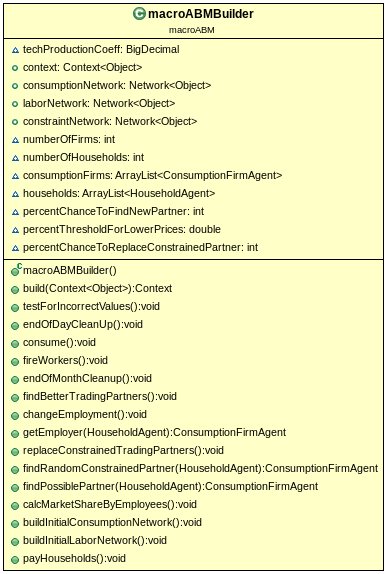 C macroABMBuilder
macroABM
techProductionCoeff: BigDecimal
context: Context<Object>
consumptionNetwork: Network<Object>
laborNetwork: Network<Object>
constraintNetwork: Network<Object>
numberOfFirms: int
numberOfHouseholds: int
consumptionFirms: ArrayList<ConsumptionFirmAgent>
households: ArrayList<HouseholdAgent>
percentChanceToFindNewPartner: int
percentThresholdForLowerPrices: double
percentChanceToReplaceConstrainedPartner: int
c macroABMBuilder()
build(Context<Object>):Context
testForIncorrectValues():void
endOfDayCleanUp():void
consume():void
fireWorkers():void
endOfMonthCleanup():void
findBetterTradingPartners():void
changeEmployment():void
getEmployer(HouseholdAgent):ConsumptionFirmAgent
replaceConstrainedTradingPartners():void
findRandomConstrainedPartner(HouseholdAgent):ConsumptionFirmAgent
findPossiblePartner(HouseholdAgent):ConsumptionFirmAgent
calcMarketShareByEmployees():void
buildInitialConsumptionNetwork():void
buildInitialLaborNetwork():void
payHouseholds():void